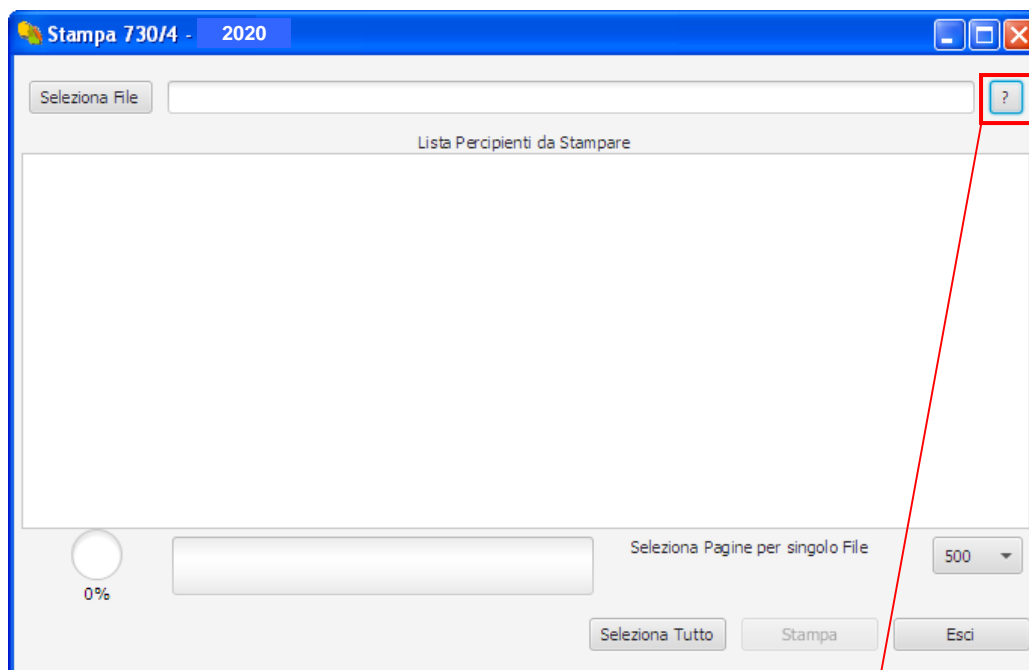 Stampa 730/4 - 2020
Seleziona File ?
Lista Percipienti da Stampare
Seleziona Pagine per singolo File 500
0%
Seleziona Tutto Stampa Esci